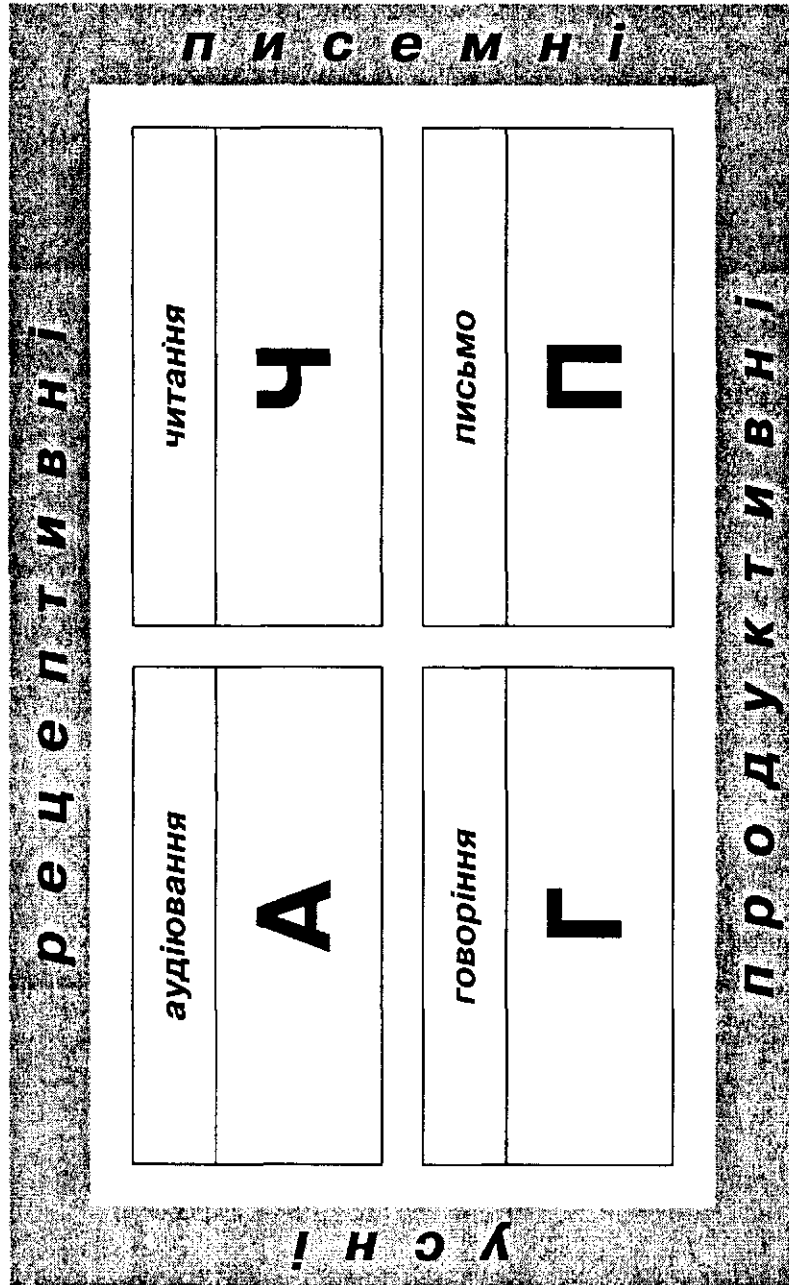 рецептивні
усні
писемні
аудіювання
А
читання
Ч
говоріння
Г
письмо
П
продуктивні